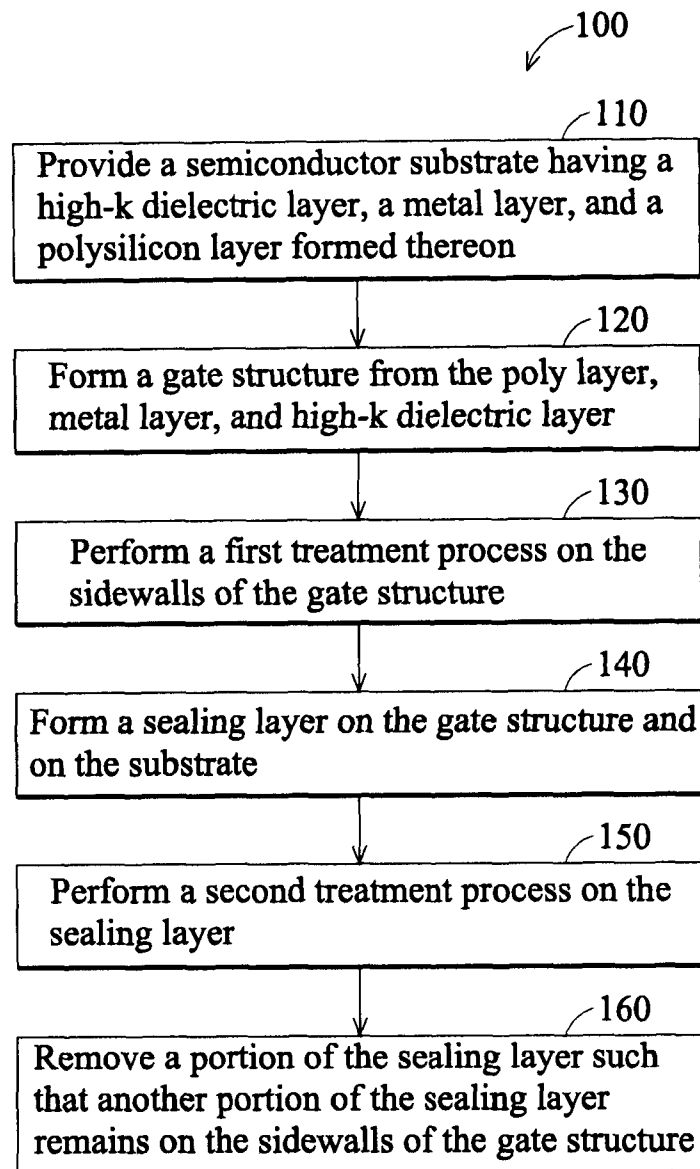 100
110
Provide a semiconductor substrate having a
high-k dielectric layer, a metal layer, and a
polysilicon layer formed thereon
120
Form a gate structure from the poly layer,
metal layer, and high-k dielectric layer
130
Perform a first treatment process on the
sidewalls of the gate structure
140
Form a sealing layer on the gate structure and
on the substrate
150
Perform a second treatment process on the
sealing layer
160
Remove a portion of the sealing layer such
that another portion of the sealing layer
remains on the sidewalls of the gate structure